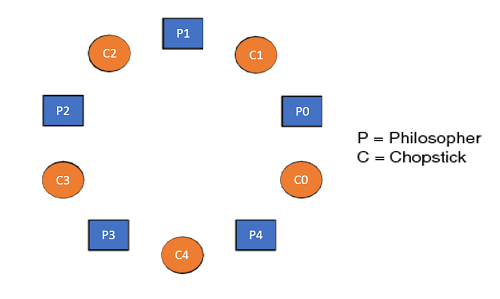 P1
C2
C1
P2
P0
P = Philosopher
C = Chopstick
C3
C0
P3
P4
C4